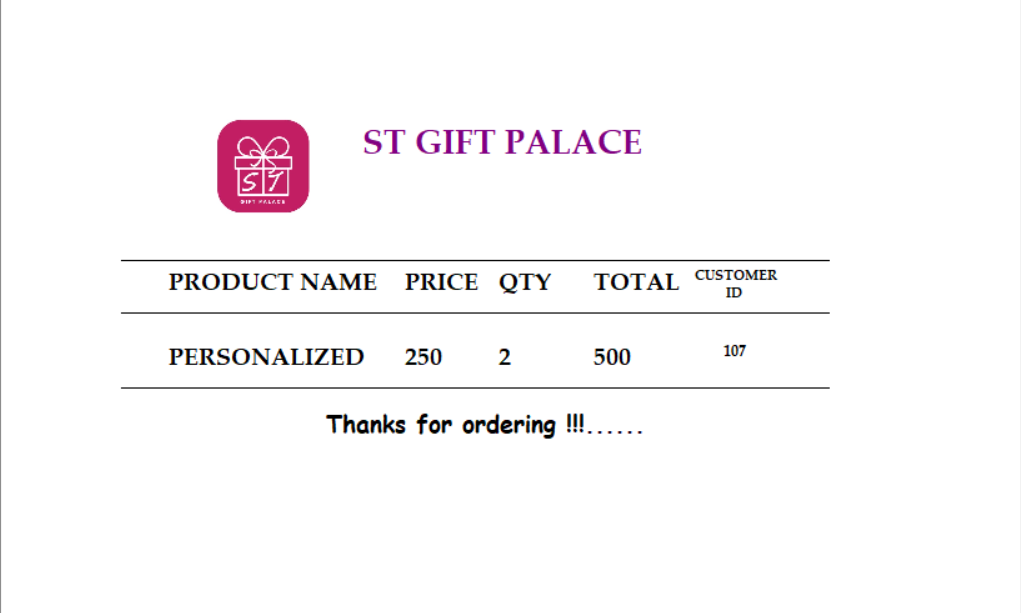 ST GIFT PALACE
ST
GIFT PALACE
PRODUCT NAME PRICE QTY TOTAL CUSTOMER ID
PERSONALIZED 250 2 500 107
Thanks for ordering !!!......